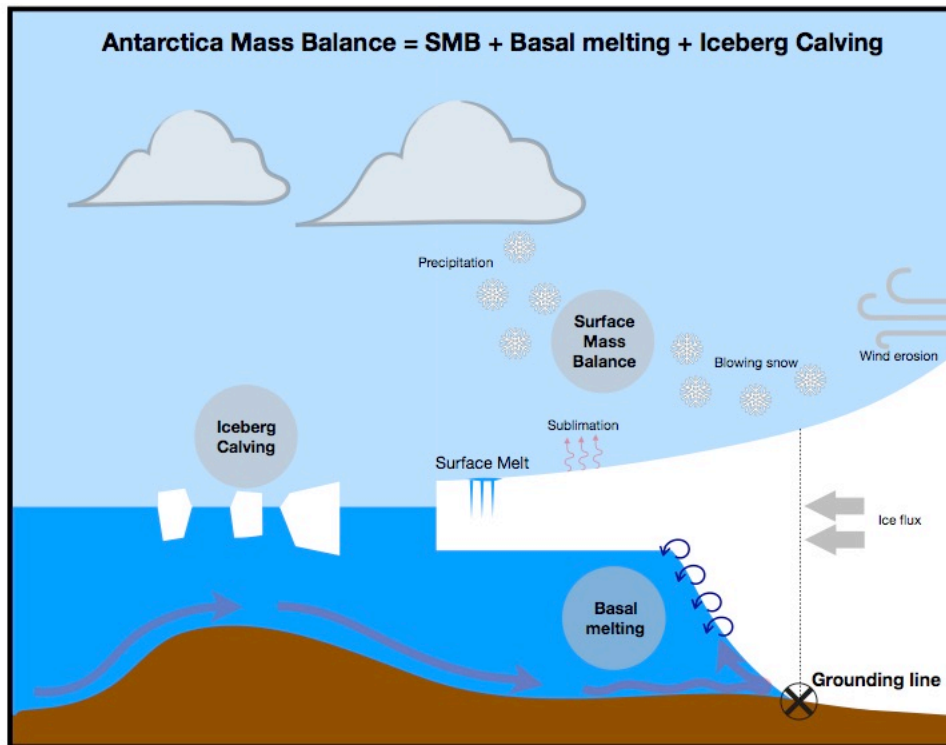 Antarctica Mass Balance = SMB + Basal melting + Iceberg Calving
Precipitation
Surface
Mass
Balance
Blowing snow
Wind erosion
Iceberg
Calving
Sublimation
Surface Melt
Ice flux
Basal
melting
Grounding line